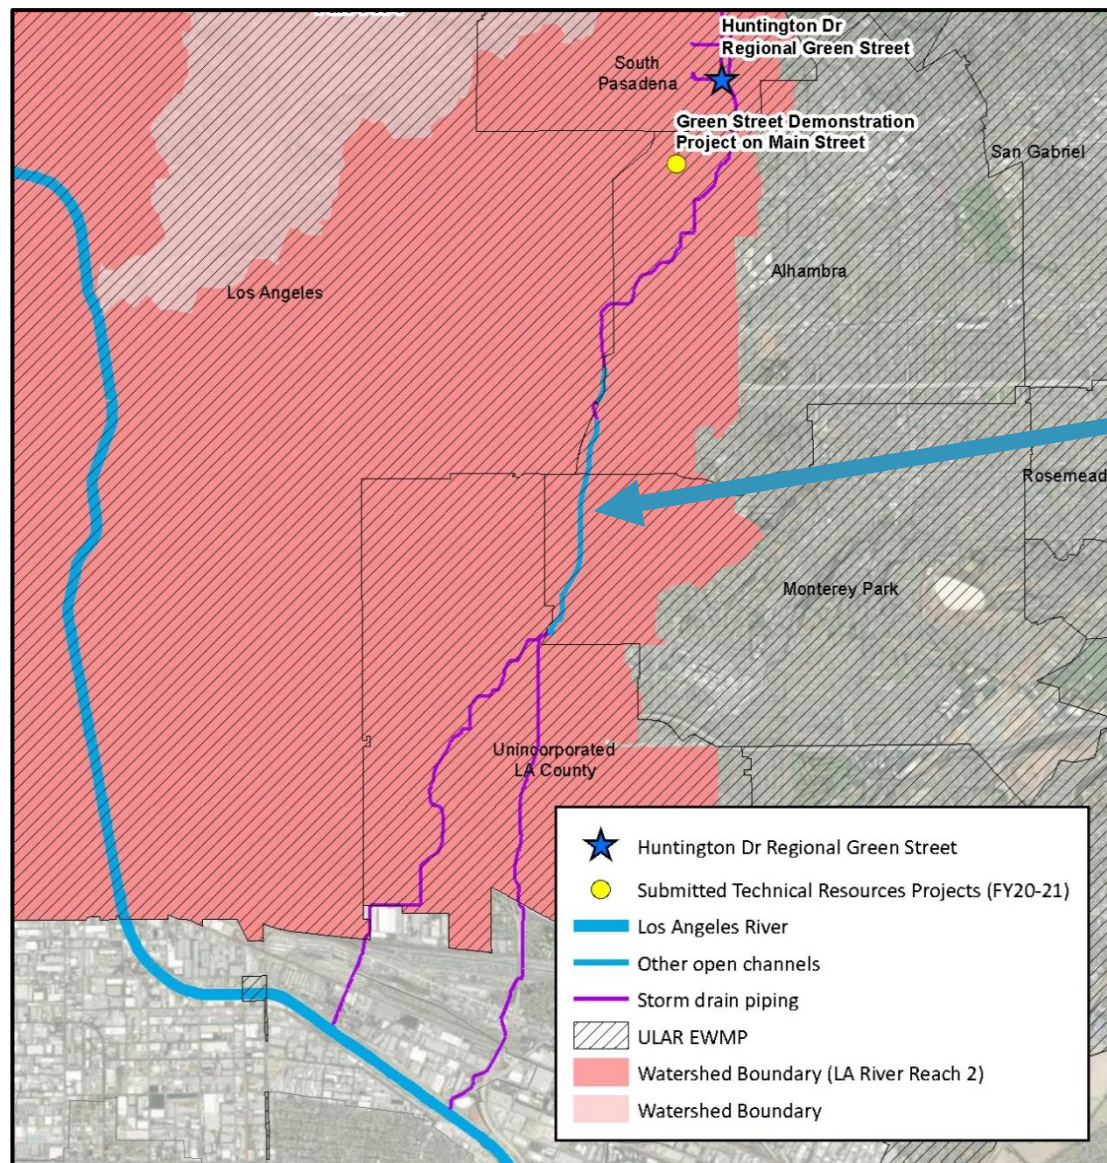 Huntington Dr
Regional Green Street
South
Pasadena
Green Street Demonstration
Project on Main Street
San Gabriel
Alhambra
Los Angeles
Rosemead
Monterey Park
Unincorporated
LA County
Huntington Dr Regional Green Street
Submitted Technical Resources Projects (FY20-21)
Los Angeles River
Other open channels
Storm drain piping
ULAR EWMP
Watershed Boundary (LA River Reach 2)
Watershed Boundary